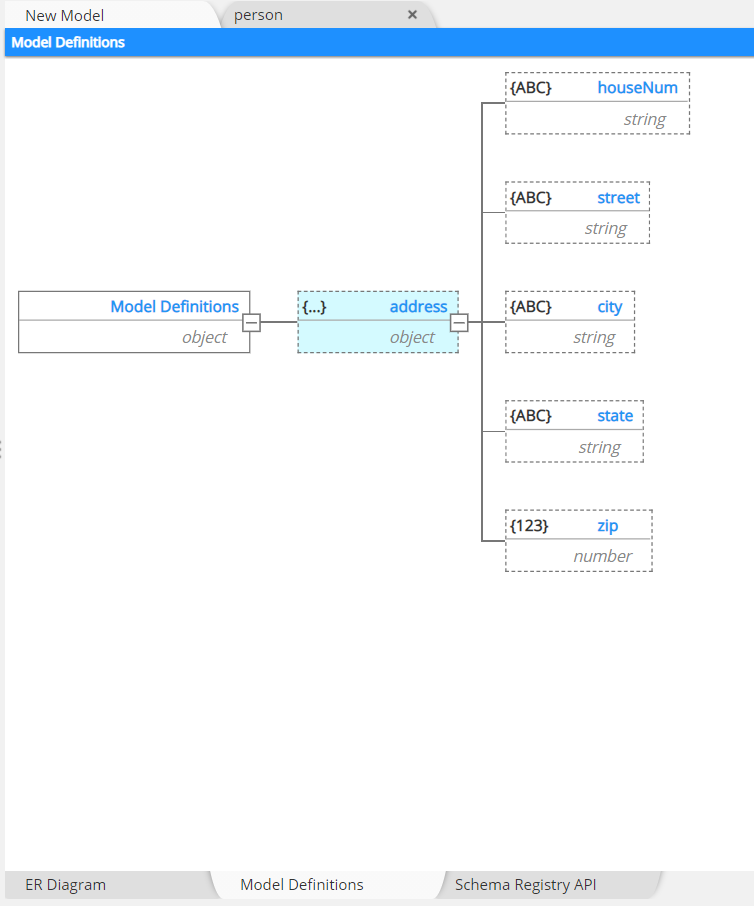 New Model
person ×
Model Definitions
{ABC} houseNum
string
{ABC} street
string
Model Definitions
object
{...} address
object
{ABC} city
string
{ABC} state
string
{123} zip
number
ER Diagram
Model Definitions
Schema Registry API